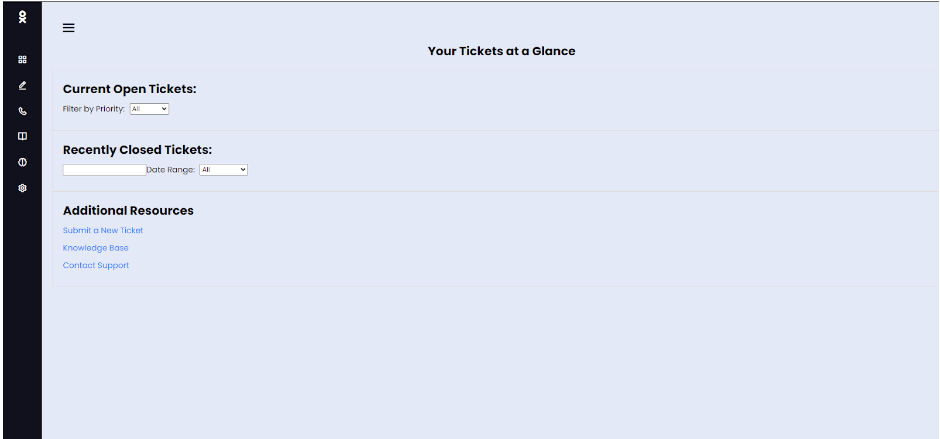 Your Tickets at a Glance
Current Open Tickets:
Filter by Priority: All
Recently Closed Tickets:
Date Range: All
Additional Resources
Submit a New Ticket
Knowledge Base
Contact Support